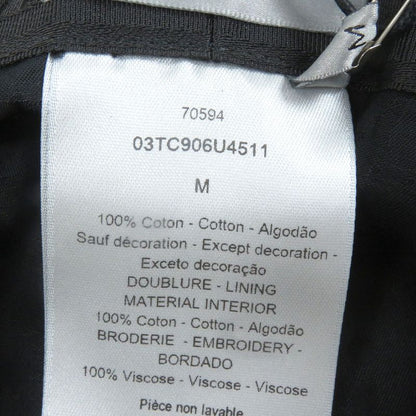 M
70594
03TC906U4511
M
100% Coton - Cotton - Algodão
Sauf décoration - Except decoration -
Exceto decoração
DOUBLURE - LINING
MATERIAL INTERIOR
100% Coton - Cotton - Algodão
BRODERIE - EMBROIDERY -
BORDADO
100% Viscose - Viscose - Viscose
Pièce non lavable